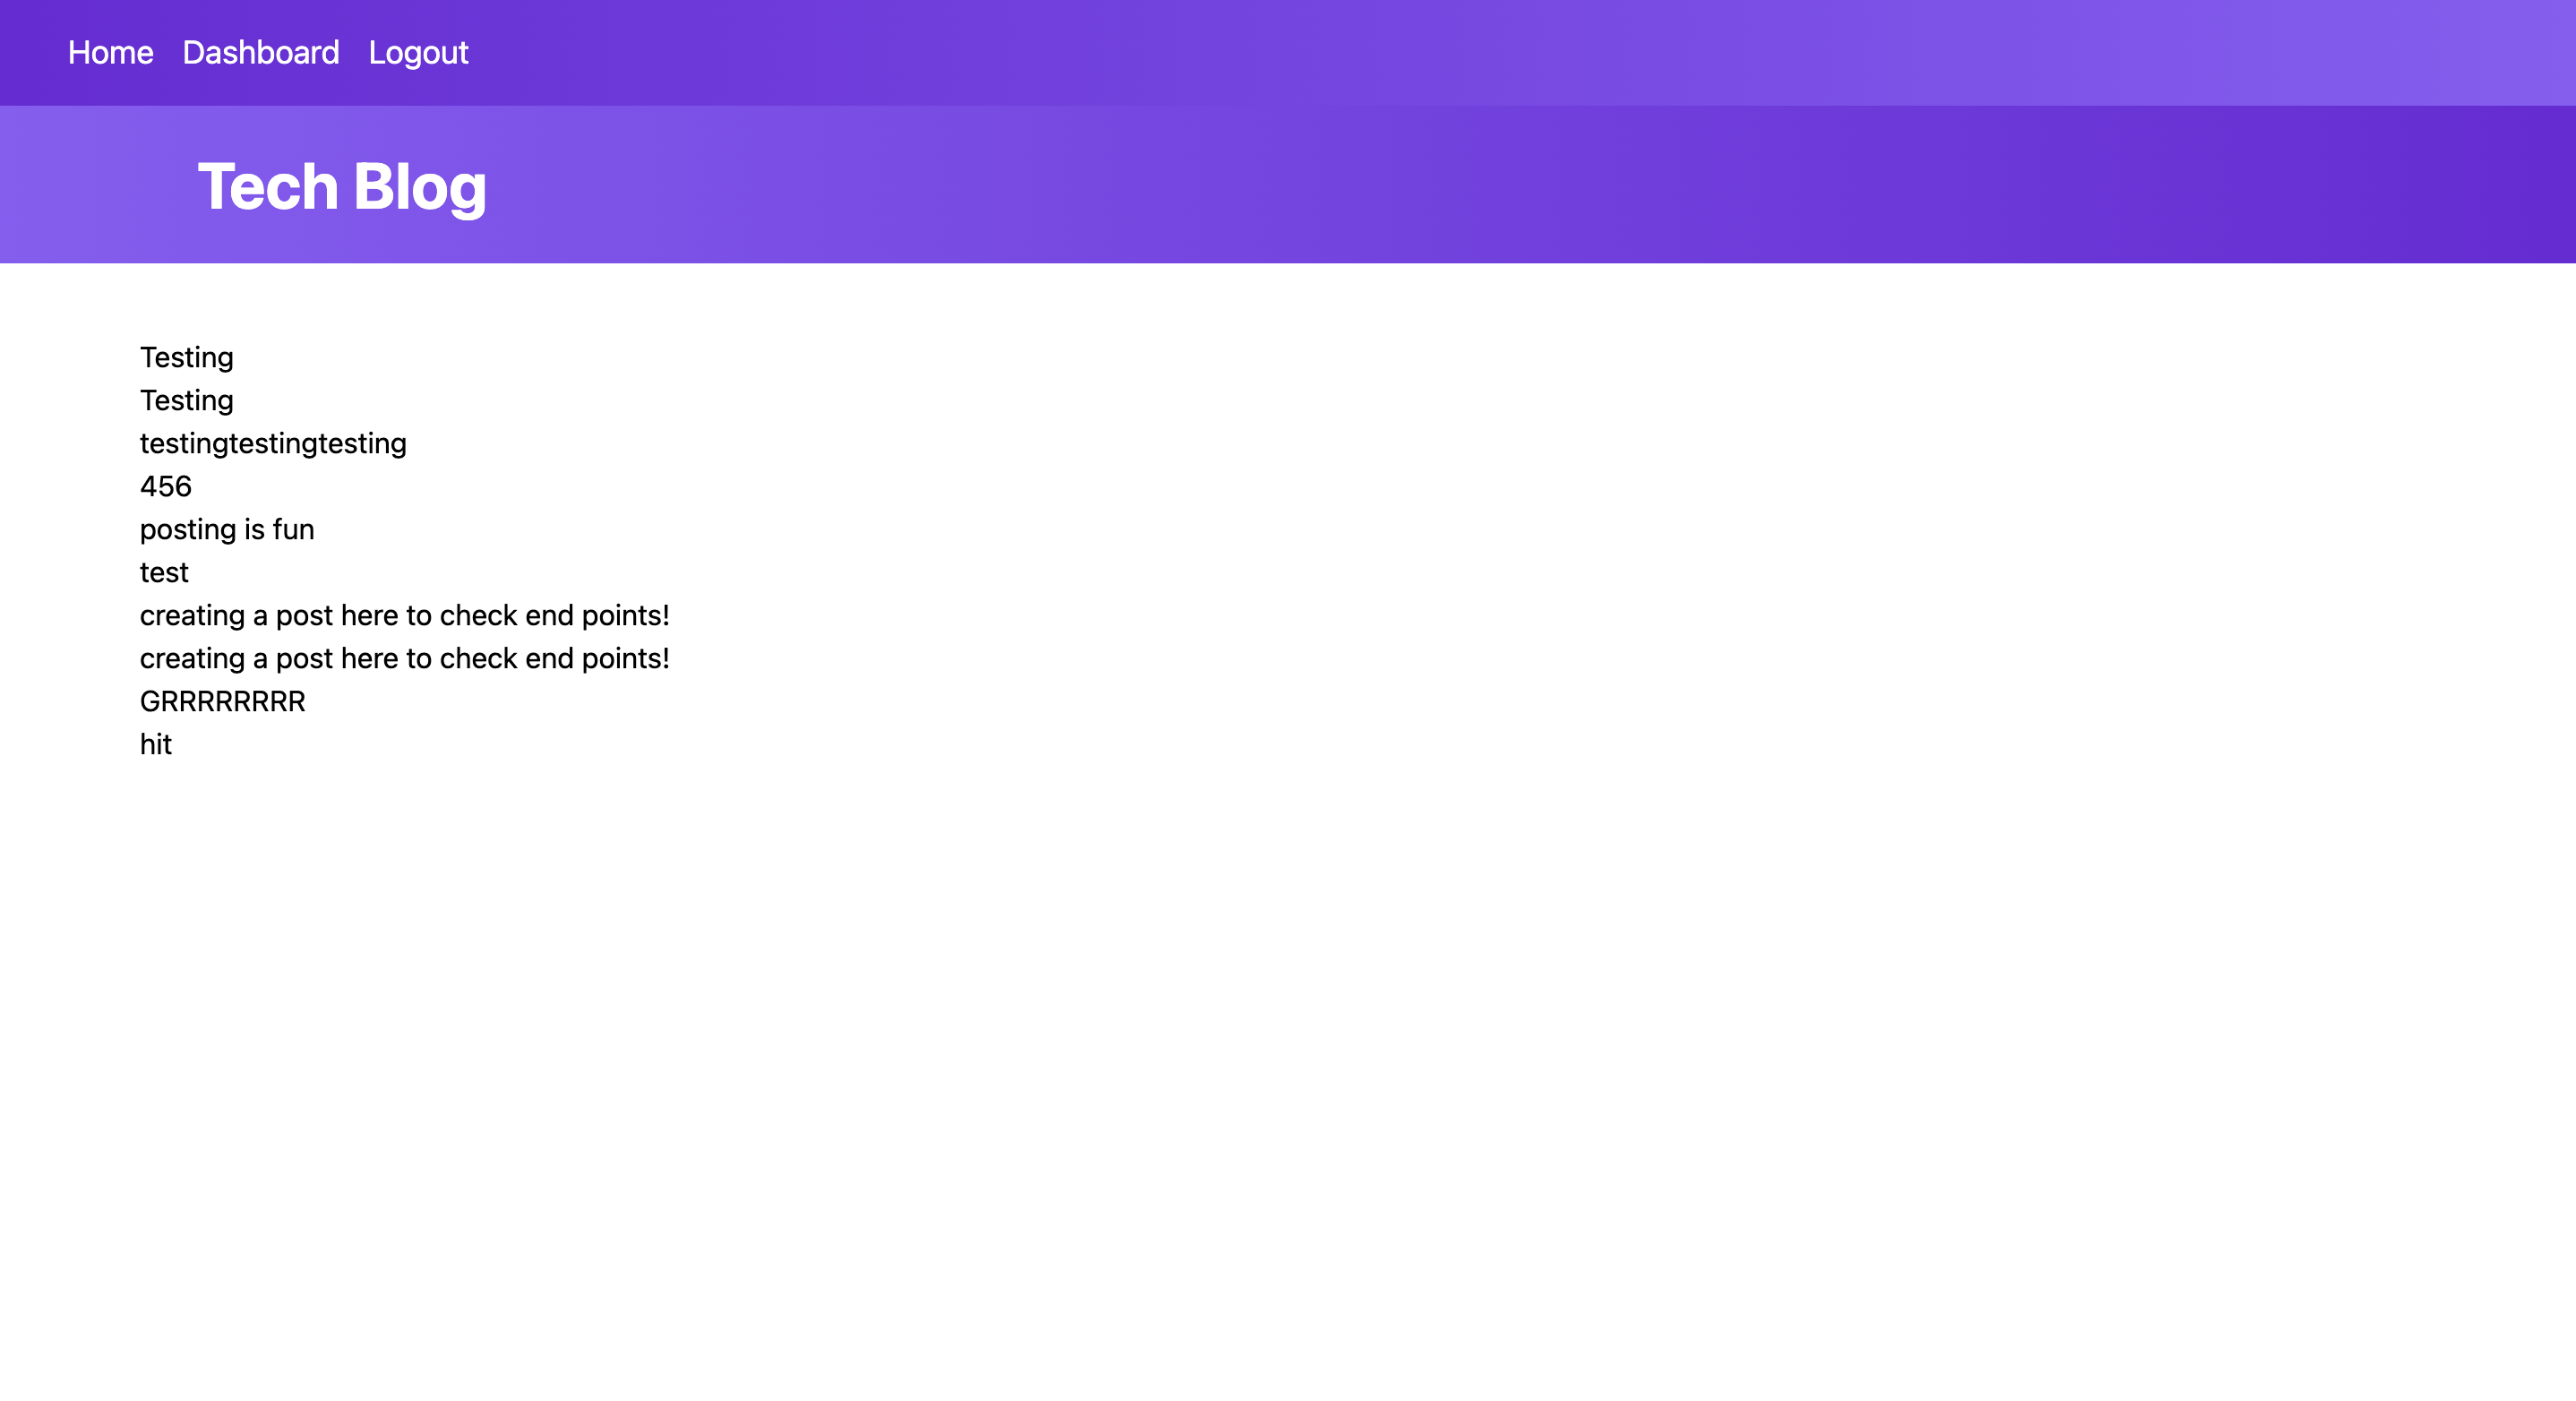 Home Dashboard Logout
Tech Blog
Testing
Testing
testingtestingtesting
456
posting is fun
test
creating a post here to check end points!
creating a post here to check end points!
GRRRRRRRR
hit